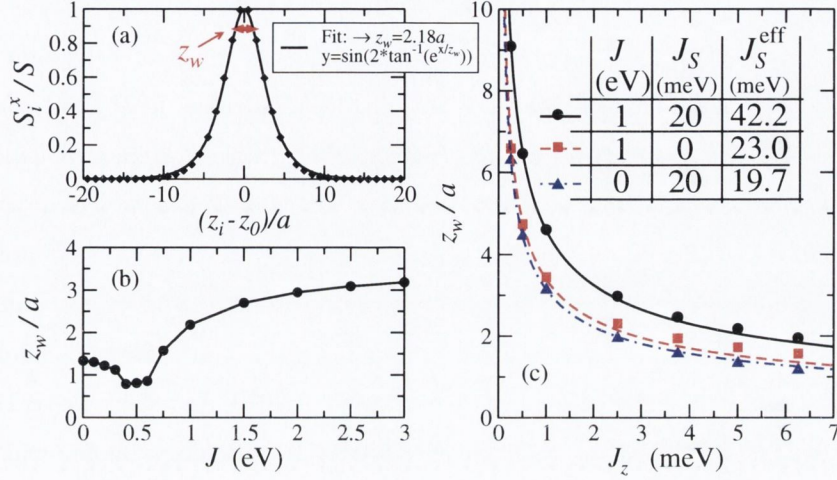 (a)
z_w
Fit: → z_w=2.18a
y=sin(2*tan⁻¹(e^{x/z_w}))
S_i^x / S
1
0.8
0.6
0.4
0.2
0
-20 -10 0 10 20
(z_i-z_0)/a
(b)
z_w / a
4
3
2
1
0
0 0.5 1 1.5 2 2.5 3
J (eV)
z_w / a
10
8
6
4
2
0
J J_S J_S^eff
(eV) (meV) (meV)
1 20 42.2
1 0 23.0
0 20 19.7
(c)
0 1 2 3 4 5 6 7
J_z (meV)